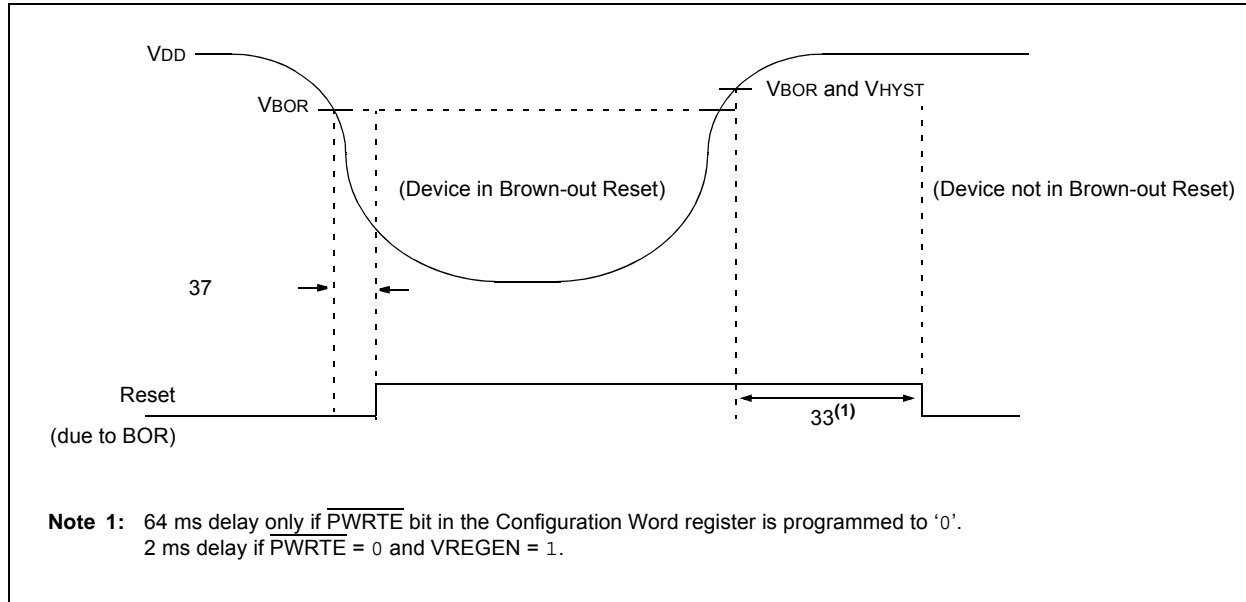 VDD
VBOR and VHYST
VBOR
(Device in Brown-out Reset)
(Device not in Brown-out Reset)
37
Reset
33(1)
(due to BOR)
Note 1: 64 ms delay only if PWRTE bit in the Configuration Word register is programmed to ‘0’.
2 ms delay if PWRTE = 0 and VREGEN = 1.